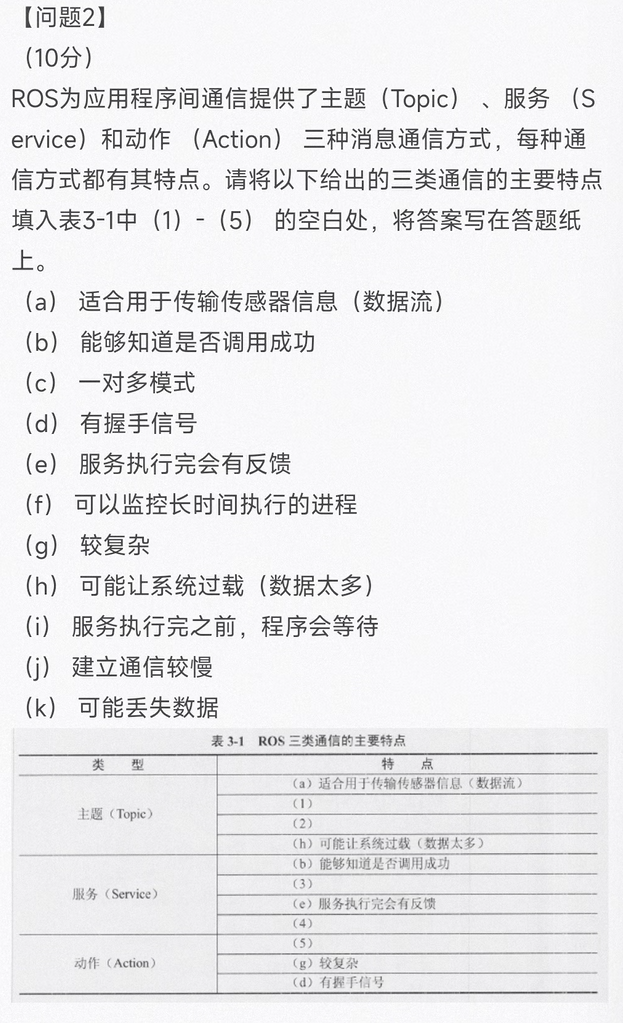 【问题2】
（10分）
ROS为应用程序间通信提供了主题（Topic）、服务 （S
ervice）和动作 （Action） 三种消息通信方式，每种通
信方式都有其特点。请将以下给出的三类通信的主要特点
填入表3-1中（1）-（5） 的空白处，将答案写在答题纸
上。
（a） 适合用于传输传感器信息（数据流）
（b） 能够知道是否调用成功
（c） 一对多模式
（d） 有握手信号
（e） 服务执行完会有反馈
（f） 可以监控长时间执行的进程
（g） 较复杂
（h） 可能让系统过载（数据太多）
（i） 服务执行完之前，程序会等待
（j） 建立通信较慢
（k） 可能丢失数据
表 3-1 ROS 三类通信的主要特点
类 型 特 点
主题（Topic）
（a）适合用于传输传感器信息（数据流）
（1）
（2）
（h）可能让系统过载（数据太多）
服务（Service）
（b）能够知道是否调用成功
（3）
（e）服务执行完会有反馈
（4）
动作（Action）
（5）
（g）较复杂
（d）有握手信号